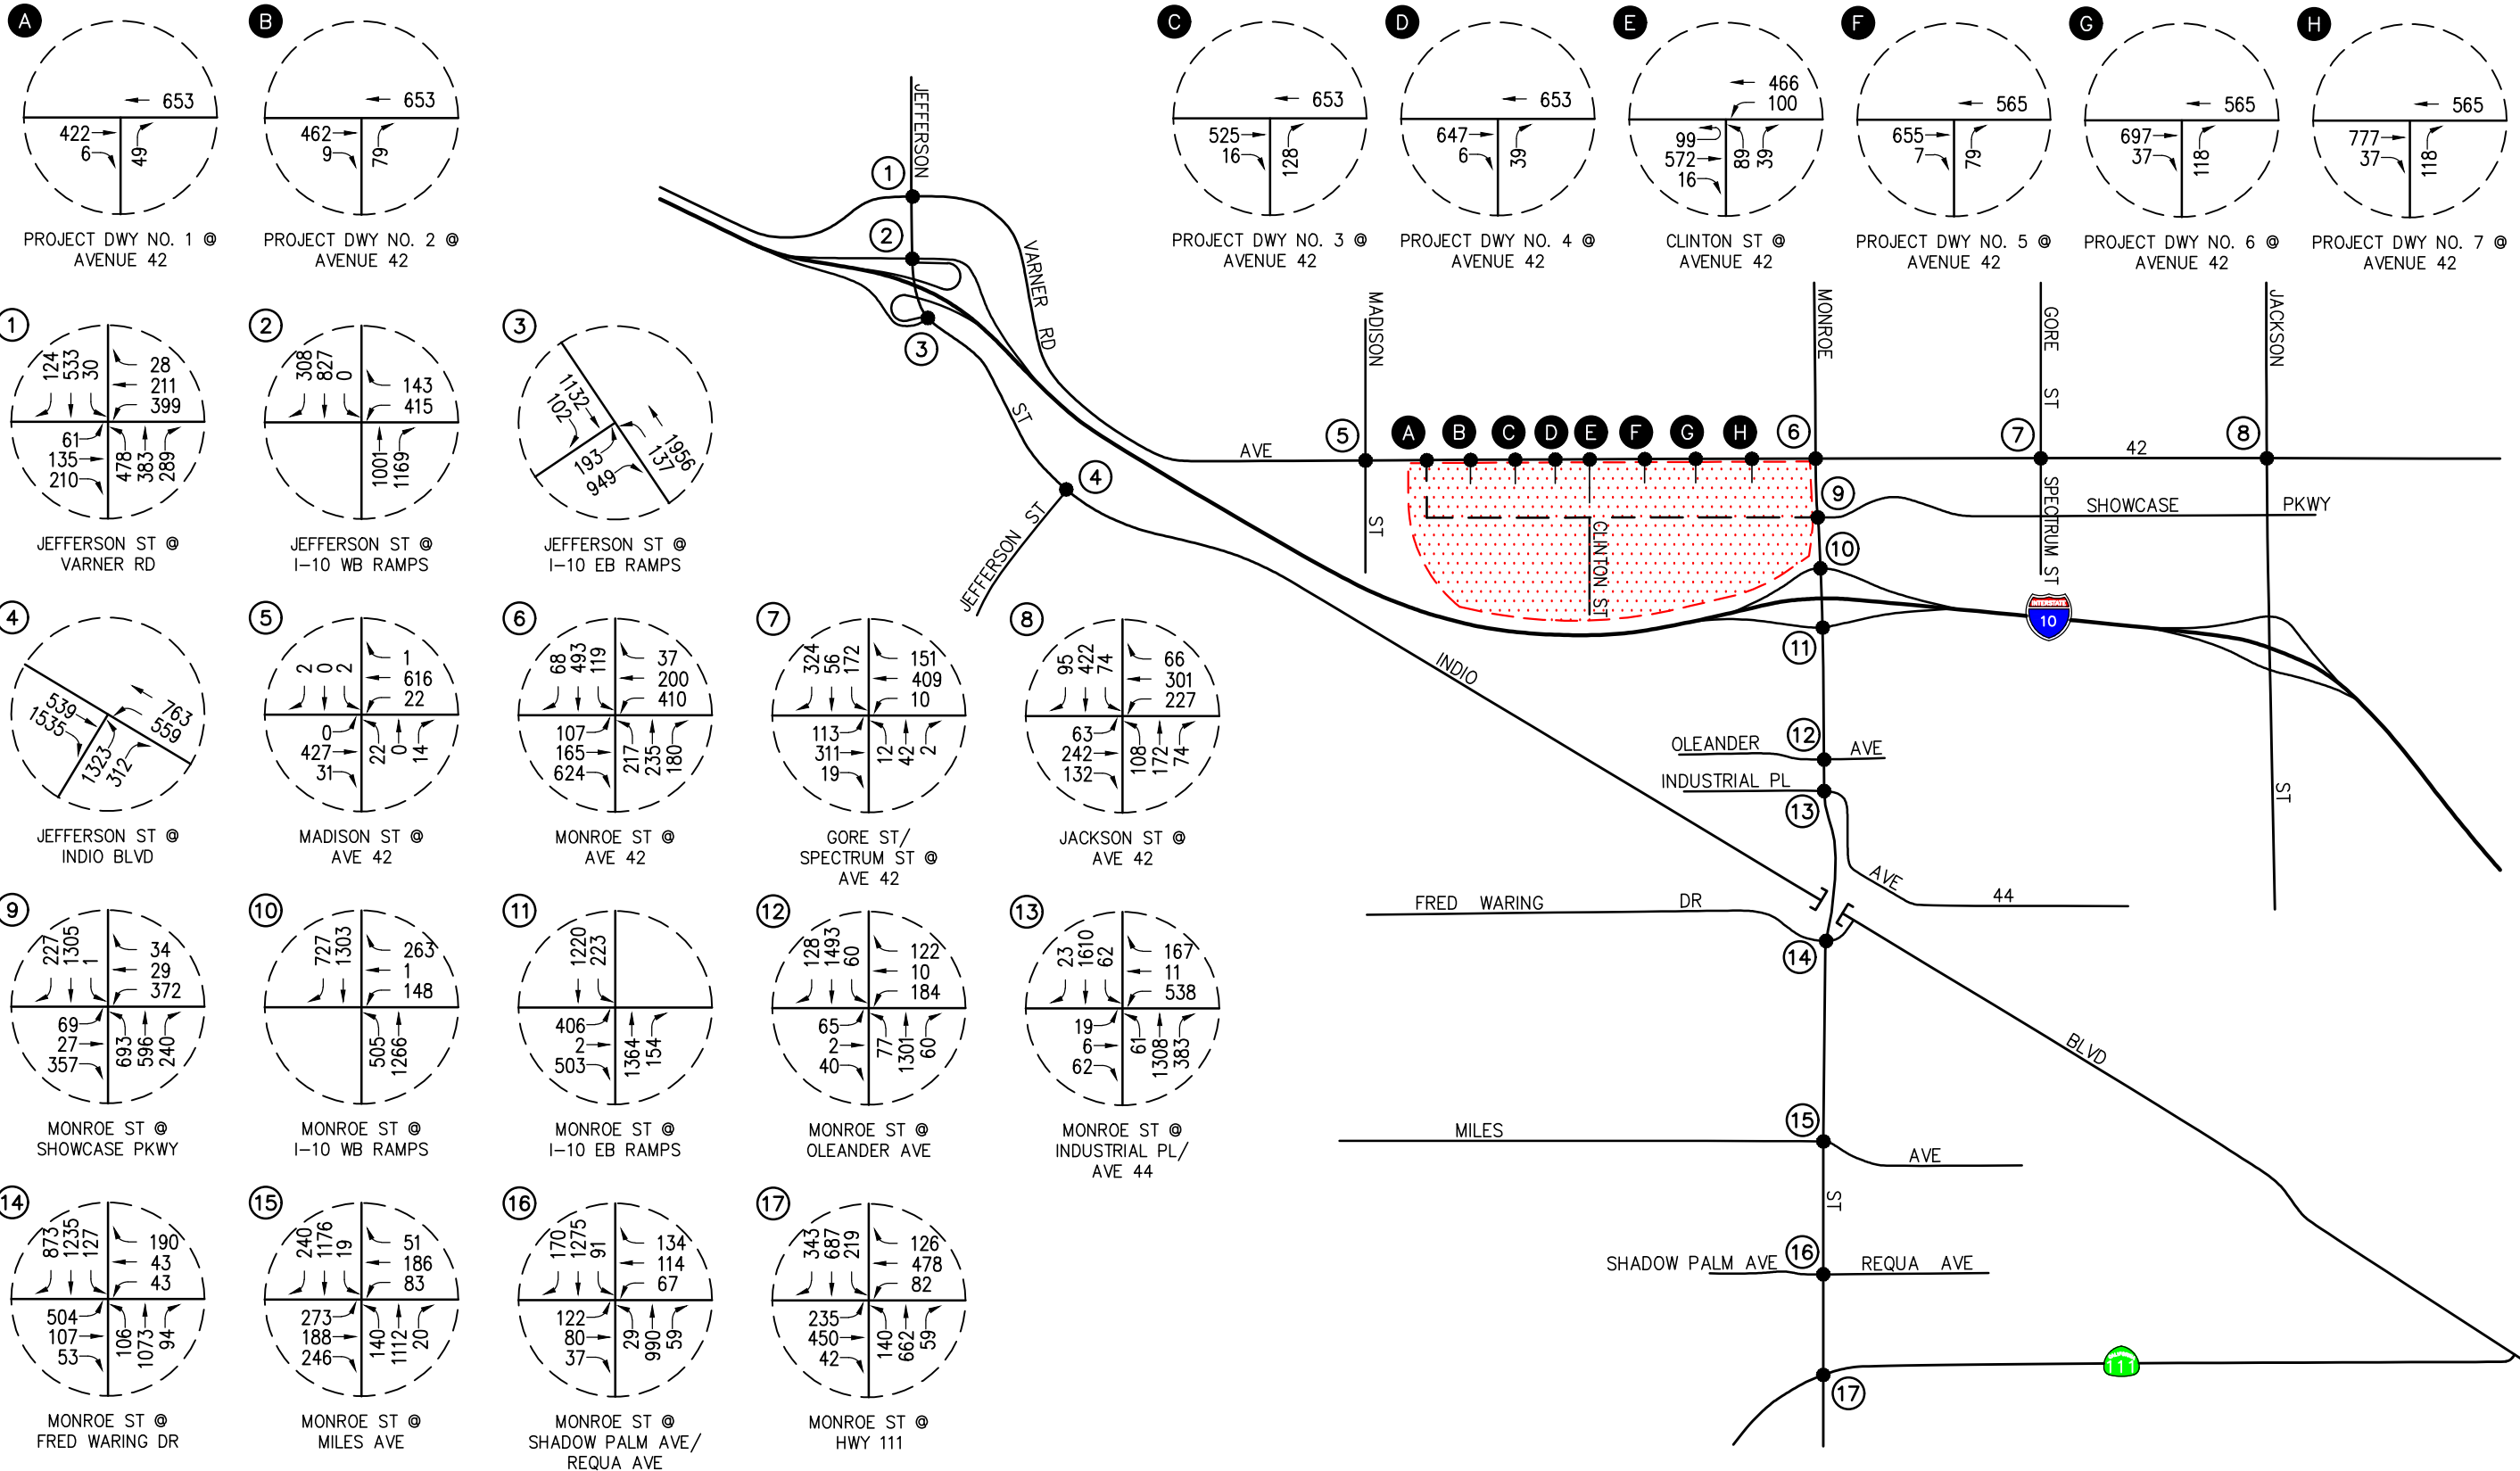 A
653
422
6
49
PROJECT DWY NO. 1 @
AVENUE 42
B
653
462
9
79
PROJECT DWY NO. 2 @
AVENUE 42
C
653
525
16
128
PROJECT DWY NO. 3 @
AVENUE 42
D
653
647
6
39
PROJECT DWY NO. 4 @
AVENUE 42
E
466
100
99
572
16
89
39
CLINTON ST @
AVENUE 42
F
565
655
7
79
PROJECT DWY NO. 5 @
AVENUE 42
G
565
697
37
118
PROJECT DWY NO. 6 @
AVENUE 42
H
565
777
37
118
PROJECT DWY NO. 7 @
AVENUE 42
1
124
533
30
28
211
399
61
135
210
478
383
289
JEFFERSON ST @
VARNER RD
2
308
827
0
143
415
1001
1169
JEFFERSON ST @
I-10 WB RAMPS
3
1132
102
1956
137
193
949
JEFFERSON ST @
I-10 EB RAMPS
4
539
1535
763
559
1323
312
JEFFERSON ST @
INDIO BLVD
5
2
0
2
1
616
22
0
427
31
22
0
14
MADISON ST @
AVE 42
6
68
493
119
37
200
410
107
165
624
217
235
180
MONROE ST @
AVE 42
7
324
56
172
151
409
10
113
311
19
12
42
2
GORE ST/
SPECTRUM ST @
AVE 42
8
95
422
74
66
301
227
63
242
132
108
172
74
JACKSON ST @
AVE 42
9
227
1305
1
34
29
372
69
27
357
693
596
240
MONROE ST @
SHOWCASE PKWY
10
727
1303
263
1
148
505
1266
MONROE ST @
I-10 WB RAMPS
11
1220
223
406
2
503
1364
154
MONROE ST @
I-10 EB RAMPS
12
128
1493
60
122
10
184
65
2
40
77
1301
60
MONROE ST @
OLEANDER AVE
13
23
1610
62
167
11
538
19
6
62
61
1308
383
MONROE ST @
INDUSTRIAL PL/
AVE 44
14
873
1235
127
190
43
43
504
107
53
106
1073
94
MONROE ST @
FRED WARING DR
15
240
1176
19
51
186
83
273
188
246
140
1112
20
MONROE ST @
MILES AVE
16
170
1275
91
134
114
67
122
80
37
29
990
59
MONROE ST @
SHADOW PALM AVE/
REQUA AVE
17
343
687
219
126
478
82
235
450
42
140
662
59
MONROE ST @
HWY 111
JEFFERSON
ST
1
2
3
4
VARNER RD
JEFFERSON ST
MADISON
ST
MONROE
GORE ST
JACKSON
5
A
B
C
D
E
F
G
H
6
7
8
AVE
42
9
SHOWCASE
PKWY
SPECTRUM ST
CLINTON ST
10
INTERSTATE
10
11
INDIO
12
OLEANDER
AVE
INDUSTRIAL PL
13
ST
AVE
44
FRED WARING
DR
14
BLVD
15
MILES
AVE
ST
16
SHADOW PALM AVE
REQUA AVE
111
17